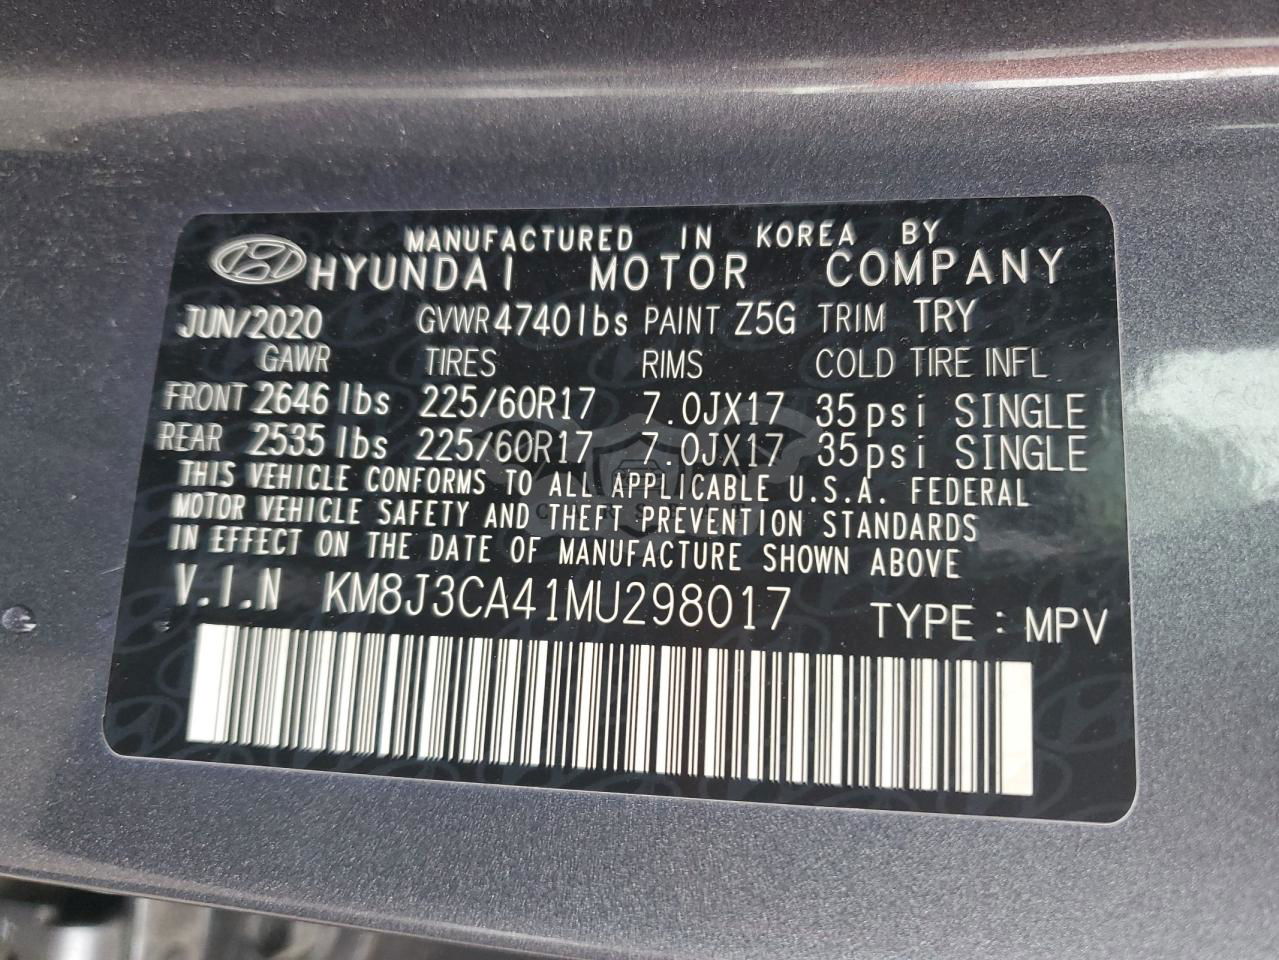 MANUFACTURED IN KOREA BY
HYUNDAI MOTOR COMPANY
JUN/2020 GVWR 4740lbs PAINT Z5G TRIM TRY
GAWR TIRES RIMS COLD TIRE INFL
FRONT 2646 lbs 225/60R17 7.0JX17 35psi SINGLE
REAR 2535 lbs 225/60R17 7.0JX17 35psi SINGLE
THIS VEHICLE CONFORMS TO ALL APPLICABLE U.S.A. FEDERAL
MOTOR VEHICLE SAFETY AND THEFT PREVENTION STANDARDS
IN EFFECT ON THE DATE OF MANUFACTURE SHOWN ABOVE
V.I.N KM8J3CA41MU298017 TYPE : MPV